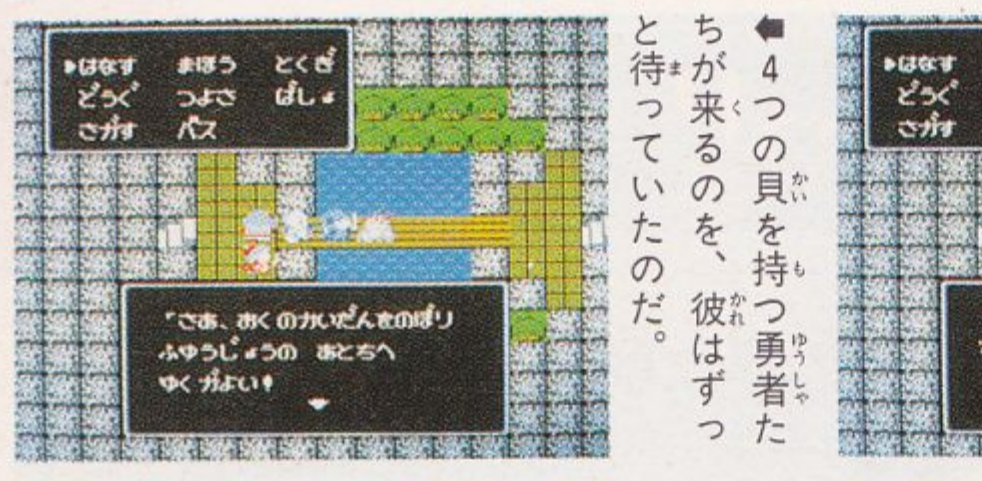 ▶はなす　まほう　とくぎ
どうぐ　つよさ　ばしょ
さがす　パス
「さあ、おくのかいだんをのぼり
ふゆうじょうの　おとちへ
ゆくがよい!
⬅4つの貝を持つ勇者た
ちが来るのを、彼はずっ
と待っていたのだ。
▶はなす
どうぐ
さがす